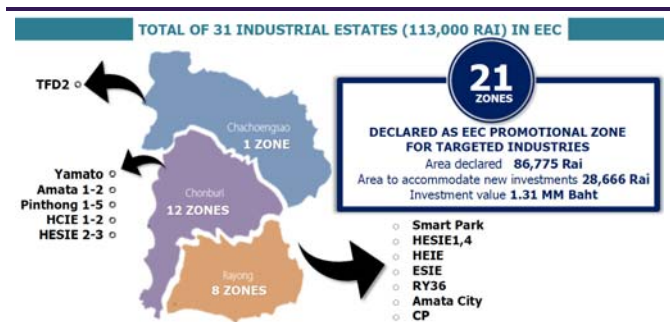 TOTAL OF 31 INDUSTRIAL ESTATES (113,000 RAI) IN EEC
TFD2
Chachoengsao
1 ZONE
21
ZONES
DECLARED AS EEC PROMOTIONAL ZONE
FOR TARGETED INDUSTRIES
Area declared 86,775 Rai
Area to accommodate new investments 28,666 Rai
Investment value 1.31 MM Baht
Yamato
Amata 1-2
Pinthong 1-5
HCIE 1-2
HESIE 2-3
Chonburi
12 ZONES
Rayong
8 ZONES
Smart Park
HESIE1,4
HEIE
ESIE
RY36
Amata City
CP